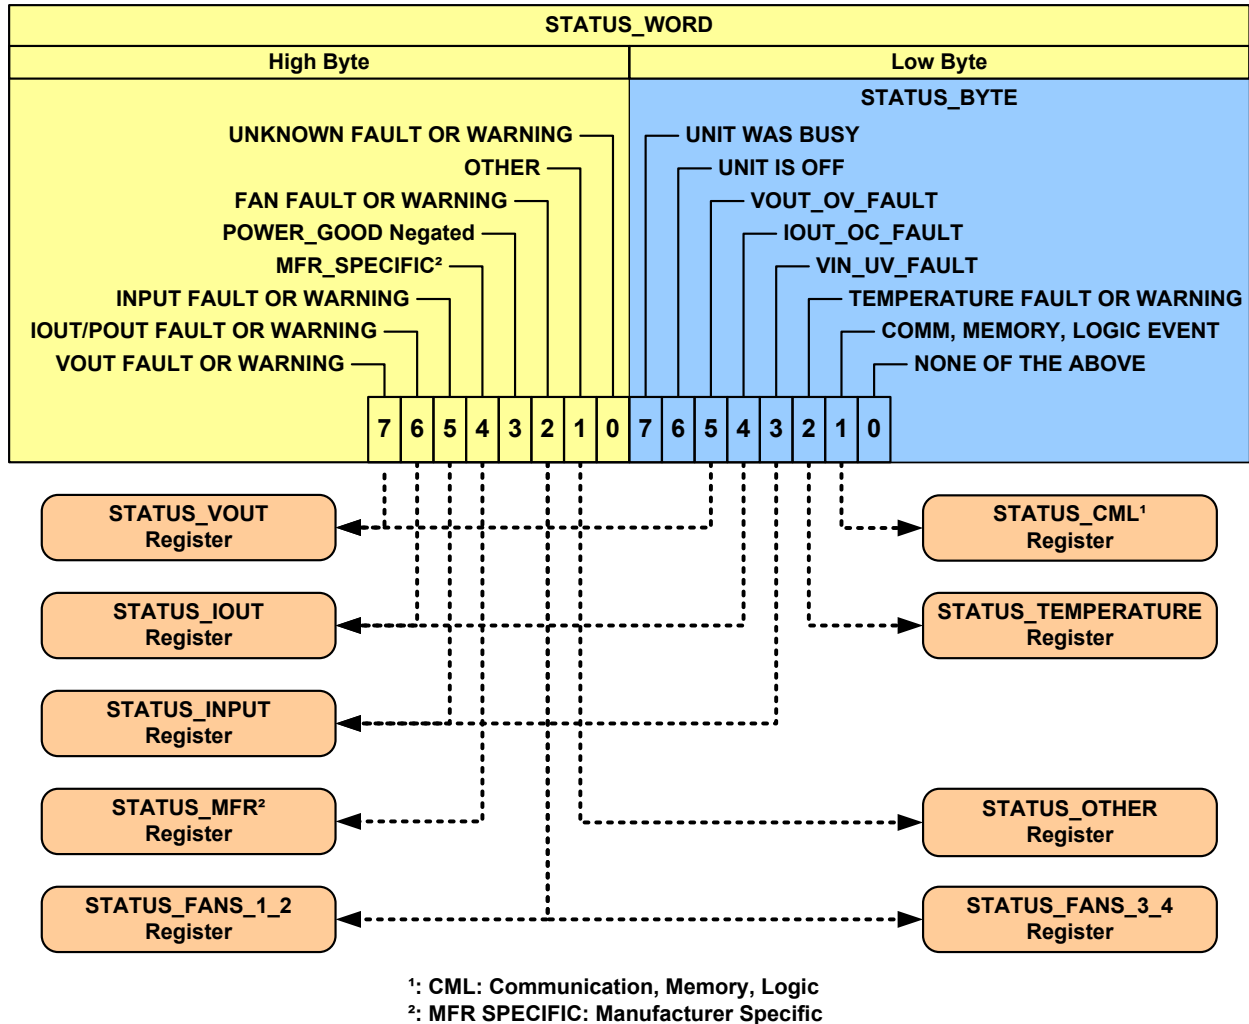 STATUS_WORD
High Byte
Low Byte
STATUS_BYTE
UNKNOWN FAULT OR WARNING
UNIT WAS BUSY
OTHER
UNIT IS OFF
FAN FAULT OR WARNING
VOUT_OV_FAULT
POWER_GOOD Negated
IOUT_OC_FAULT
MFR_SPECIFIC²
VIN_UV_FAULT
INPUT FAULT OR WARNING
TEMPERATURE FAULT OR WARNING
IOUT/POUT FAULT OR WARNING
COMM, MEMORY, LOGIC EVENT
VOUT FAULT OR WARNING
NONE OF THE ABOVE
7 6 5 4 3 2 1 0 7 6 5 4 3 2 1 0
STATUS_VOUT
Register
STATUS_CML¹
Register
STATUS_IOUT
Register
STATUS_TEMPERATURE
Register
STATUS_INPUT
Register
STATUS_MFR²
Register
STATUS_OTHER
Register
STATUS_FANS_1_2
Register
STATUS_FANS_3_4
Register
¹: CML: Communication, Memory, Logic
²: MFR SPECIFIC: Manufacturer Specific